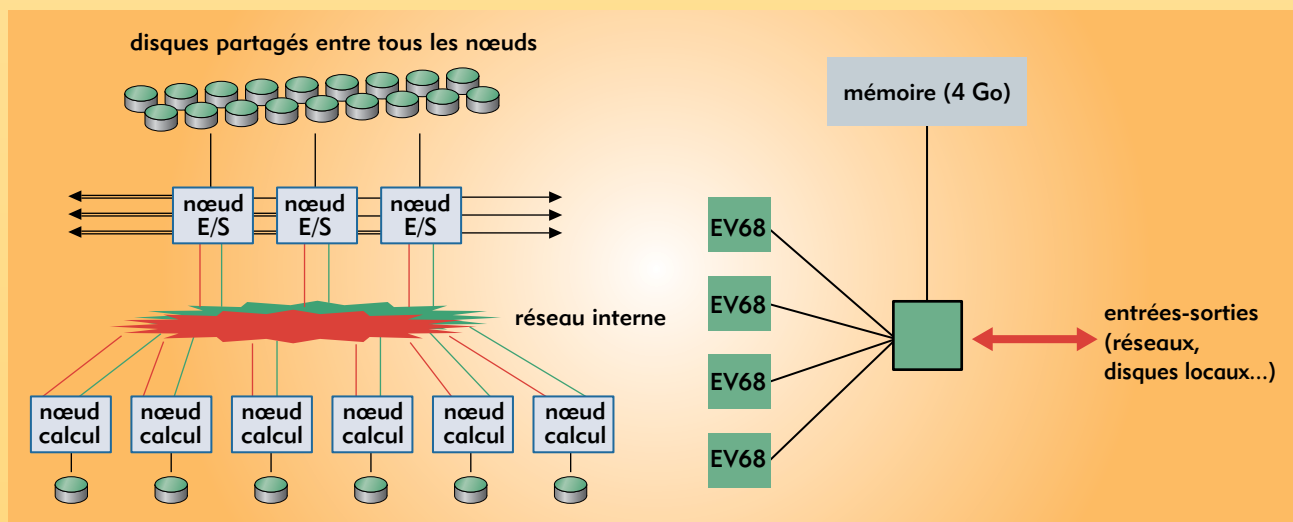 disques partagés entre tous les nœuds
nœud
E/S
nœud
E/S
nœud
E/S
réseau interne
nœud
calcul
nœud
calcul
nœud
calcul
nœud
calcul
nœud
calcul
nœud
calcul
mémoire (4 Go)
EV68
EV68
EV68
EV68
entrées-sorties
(réseaux,
disques locaux...)